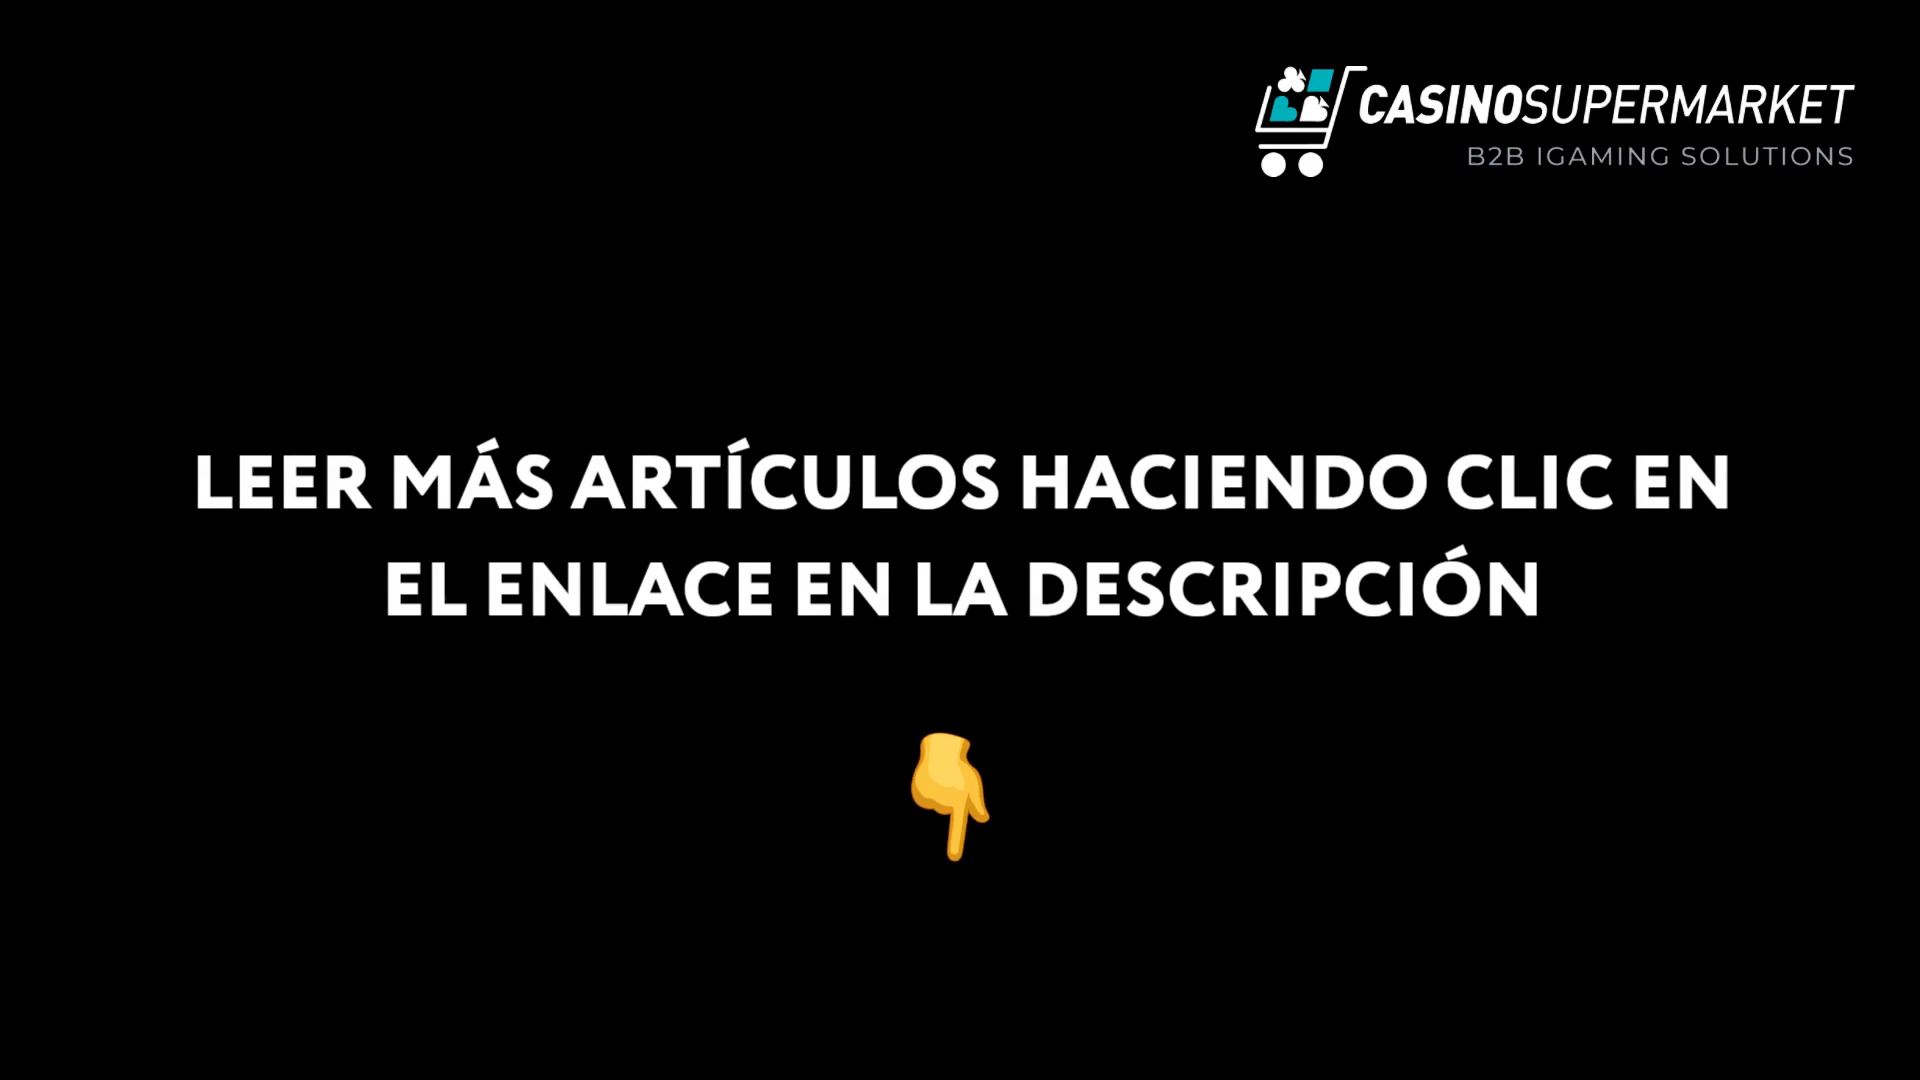 CASINOSUPERMARKET
B2B IGAMING SOLUTIONS
LEER MÁS ARTÍCULOS HACIENDO CLIC EN
EL ENLACE EN LA DESCRIPCIÓN